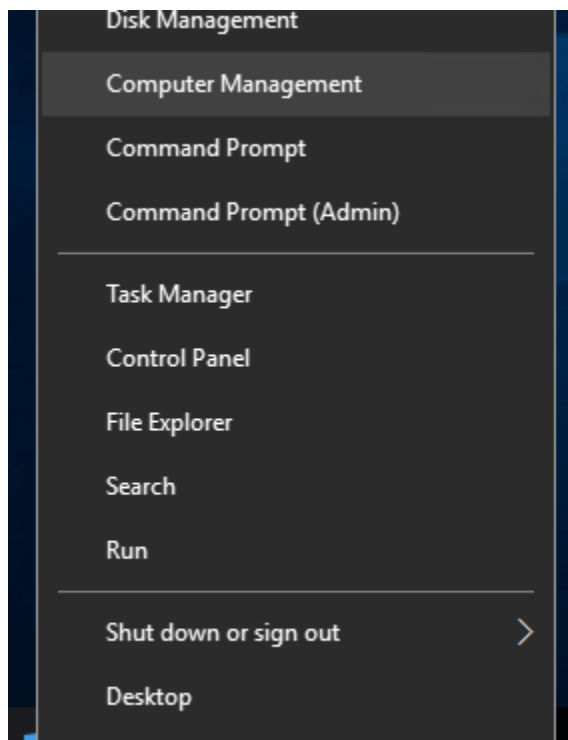 Disk Management
Computer Management
Command Prompt
Command Prompt (Admin)
Task Manager
Control Panel
File Explorer
Search
Run
Shut down or sign out
Desktop